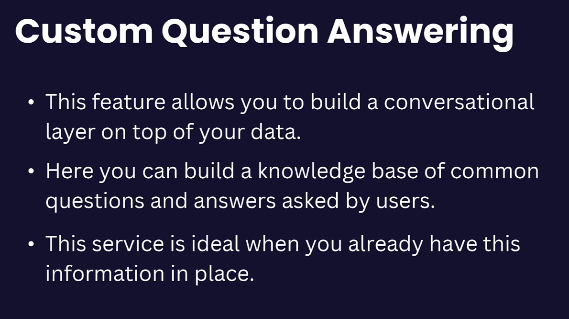 Custom Question Answering
• This feature allows you to build a conversational
layer on top of your data.
• Here you can build a knowledge base of common
questions and answers asked by users.
• This service is ideal when you already have this
information in place.